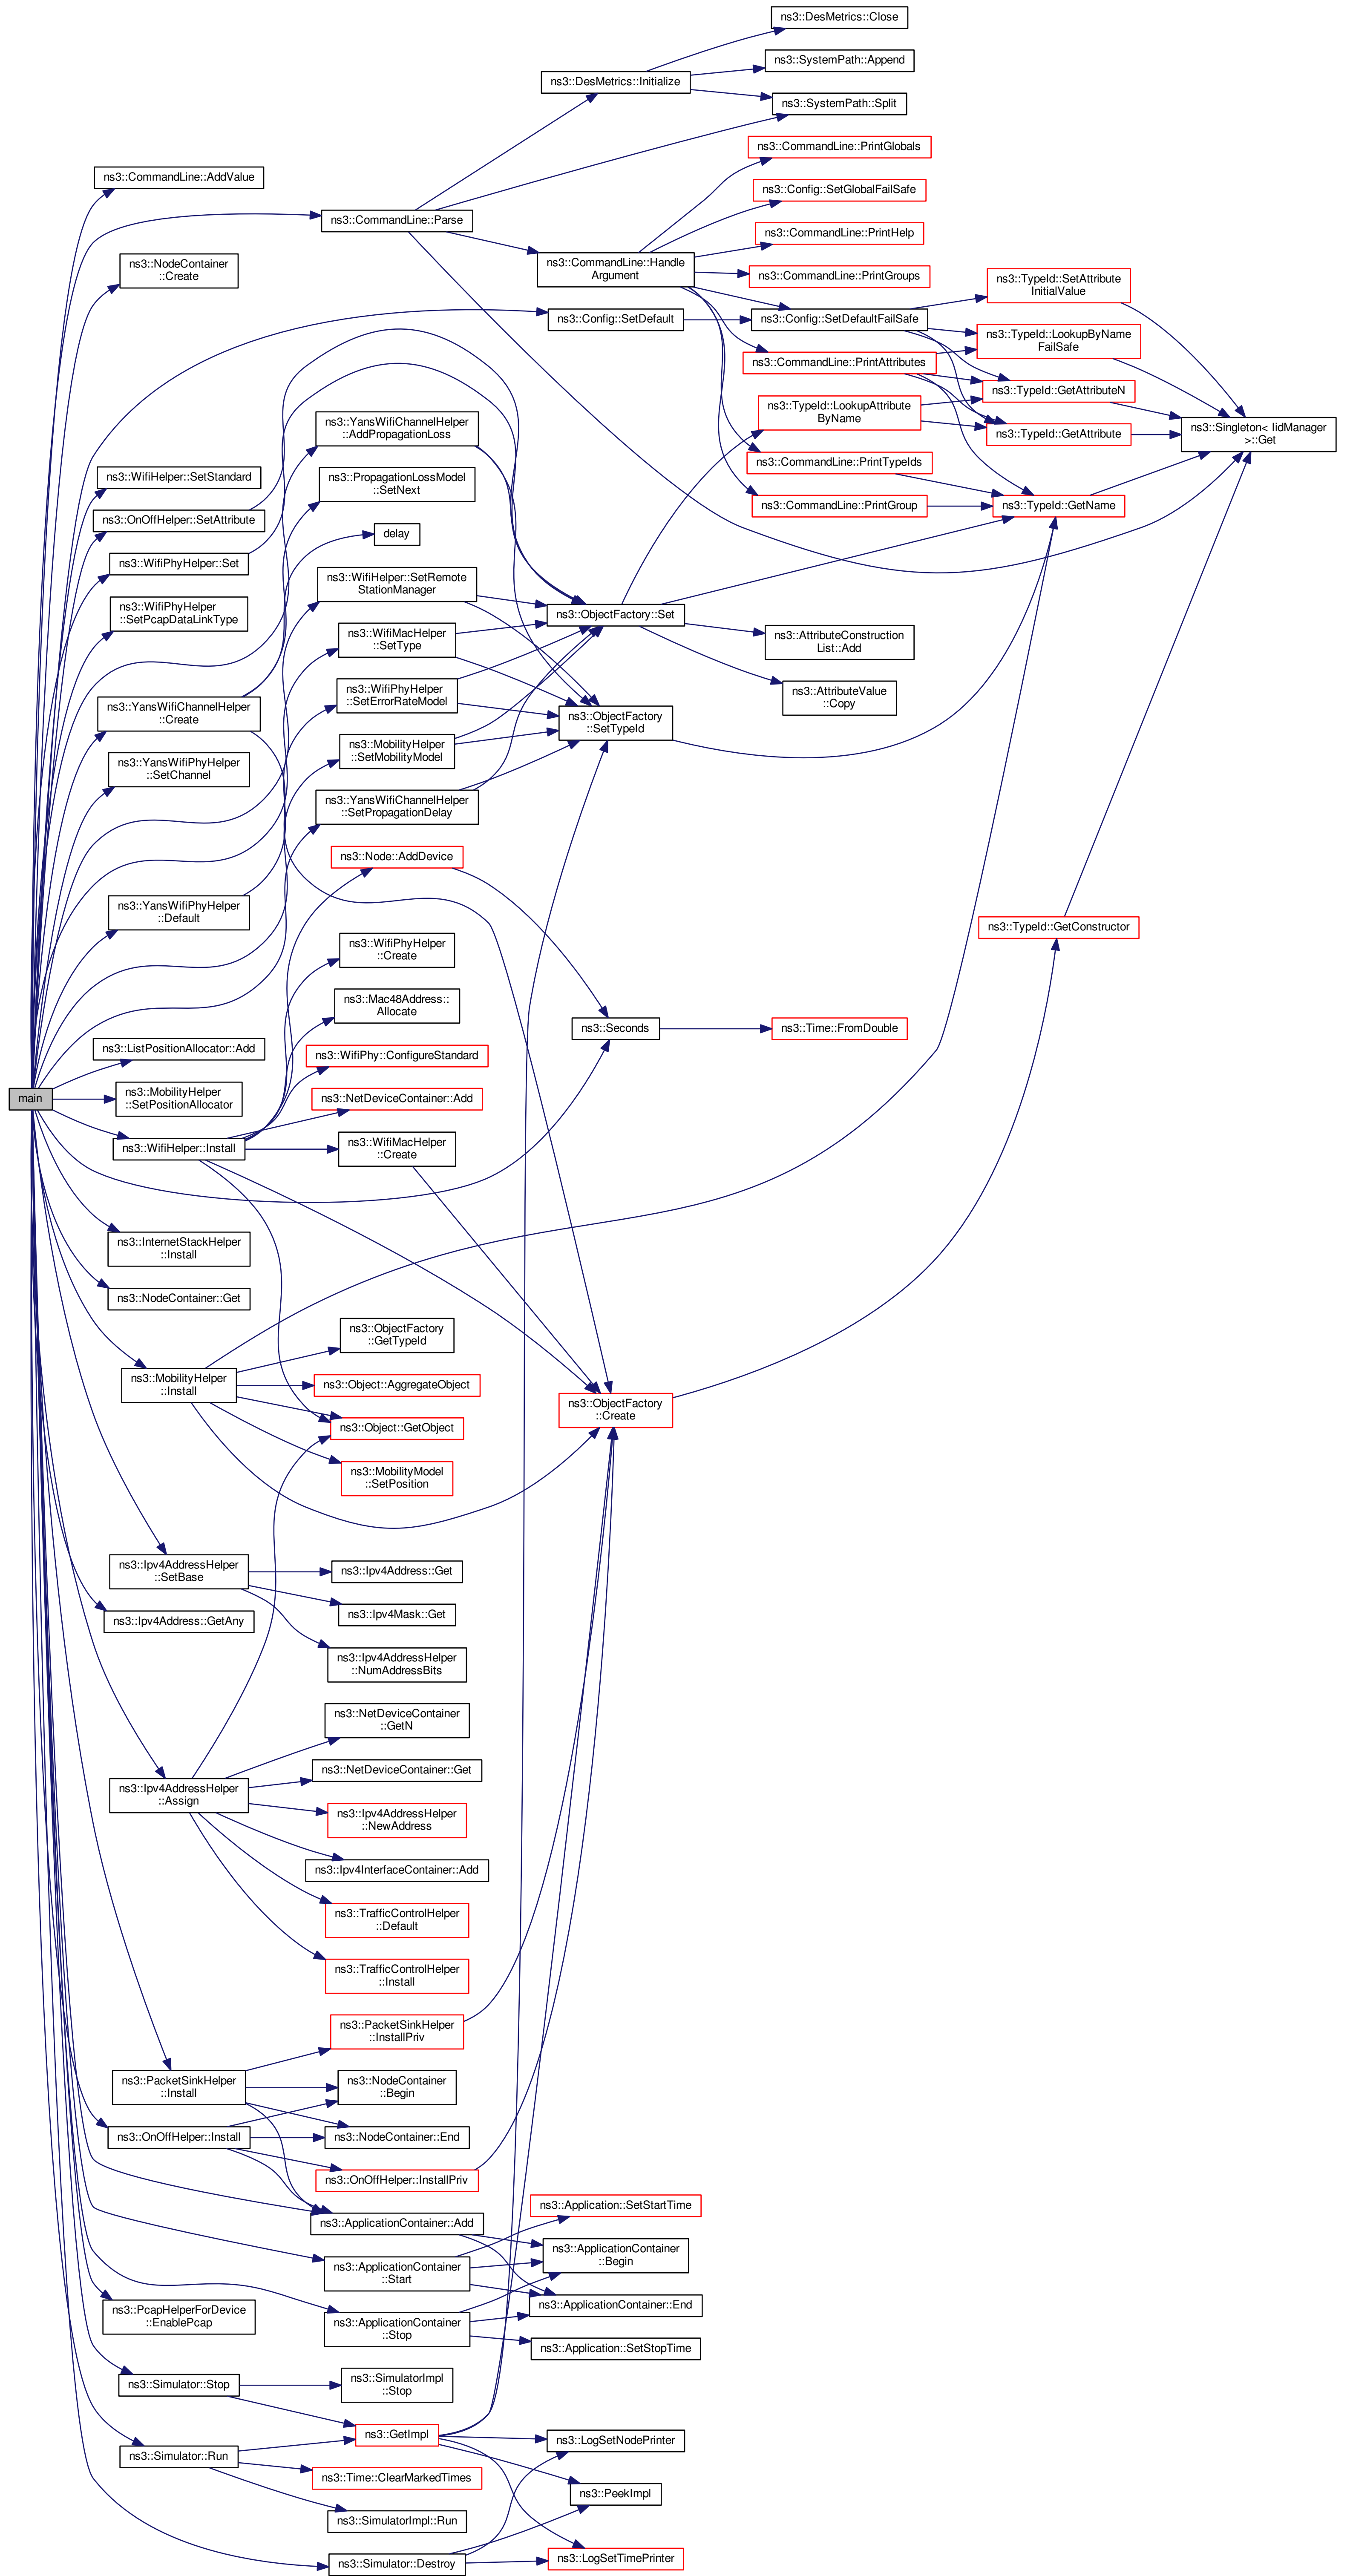 ns3::DesMetrics::Close
ns3::SystemPath::Append
ns3::DesMetrics::Initialize
ns3::SystemPath::Split
ns3::CommandLine::PrintGlobals
ns3::CommandLine::AddValue
ns3::Config::SetGlobalFailSafe
ns3::CommandLine::Parse
ns3::CommandLine::PrintHelp
ns3::NodeContainer
::Create
ns3::CommandLine::Handle
Argument
ns3::CommandLine::PrintGroups
ns3::TypeId::SetAttribute
InitialValue
ns3::Config::SetDefault
ns3::Config::SetDefaultFailSafe
ns3::TypeId::LookupByName
FailSafe
ns3::CommandLine::PrintAttributes
ns3::TypeId::GetAttributeN
ns3::TypeId::LookupAttribute
ByName
ns3::YansWifiChannelHelper
::AddPropagationLoss
ns3::TypeId::GetAttribute
ns3::Singleton< IidManager
>::Get
ns3::CommandLine::PrintTypeIds
ns3::WifiHelper::SetStandard
ns3::PropagationLossModel
::SetNext
ns3::CommandLine::PrintGroup
ns3::TypeId::GetName
ns3::OnOffHelper::SetAttribute
delay
ns3::WifiPhyHelper::Set
ns3::WifiHelper::SetRemote
StationManager
ns3::WifiPhyHelper
::SetPcapDataLinkType
ns3::ObjectFactory::Set
ns3::WifiMacHelper
::SetType
ns3::AttributeConstruction
List::Add
ns3::WifiPhyHelper
::SetErrorRateModel
ns3::AttributeValue
::Copy
ns3::YansWifiChannelHelper
::Create
ns3::ObjectFactory
::SetTypeId
ns3::MobilityHelper
::SetMobilityModel
ns3::YansWifiPhyHelper
::SetChannel
ns3::YansWifiChannelHelper
::SetPropagationDelay
ns3::Node::AddDevice
ns3::YansWifiPhyHelper
::Default
ns3::TypeId::GetConstructor
ns3::WifiPhyHelper
::Create
ns3::Mac48Address::
Allocate
ns3::Seconds
ns3::Time::FromDouble
ns3::ListPositionAllocator::Add
ns3::WifiPhy::ConfigureStandard
main
ns3::MobilityHelper
::SetPositionAllocator
ns3::NetDeviceContainer::Add
ns3::WifiHelper::Install
ns3::WifiMacHelper
::Create
ns3::InternetStackHelper
::Install
ns3::NodeContainer::Get
ns3::ObjectFactory
::GetTypeId
ns3::MobilityHelper
::Install
ns3::Object::AggregateObject
ns3::ObjectFactory
::Create
ns3::Object::GetObject
ns3::MobilityModel
::SetPosition
ns3::Ipv4AddressHelper
::SetBase
ns3::Ipv4Address::Get
ns3::Ipv4Mask::Get
ns3::Ipv4Address::GetAny
ns3::Ipv4AddressHelper
::NumAddressBits
ns3::NetDeviceContainer
::GetN
ns3::NetDeviceContainer::Get
ns3::Ipv4AddressHelper
::Assign
ns3::Ipv4AddressHelper
::NewAddress
ns3::Ipv4InterfaceContainer::Add
ns3::TrafficControlHelper
::Default
ns3::TrafficControlHelper
::Install
ns3::PacketSinkHelper
::InstallPriv
ns3::PacketSinkHelper
::Install
ns3::NodeContainer
::Begin
ns3::OnOffHelper::Install
ns3::NodeContainer::End
ns3::OnOffHelper::InstallPriv
ns3::Application::SetStartTime
ns3::ApplicationContainer::Add
ns3::ApplicationContainer
::Begin
ns3::ApplicationContainer
::Start
ns3::ApplicationContainer::End
ns3::PcapHelperForDevice
::EnablePcap
ns3::ApplicationContainer
::Stop
ns3::Application::SetStopTime
ns3::Simulator::Stop
ns3::SimulatorImpl
::Stop
ns3::GetImpl
ns3::LogSetNodePrinter
ns3::Simulator::Run
ns3::Time::ClearMarkedTimes
ns3::PeekImpl
ns3::SimulatorImpl::Run
ns3::Simulator::Destroy
ns3::LogSetTimePrinter